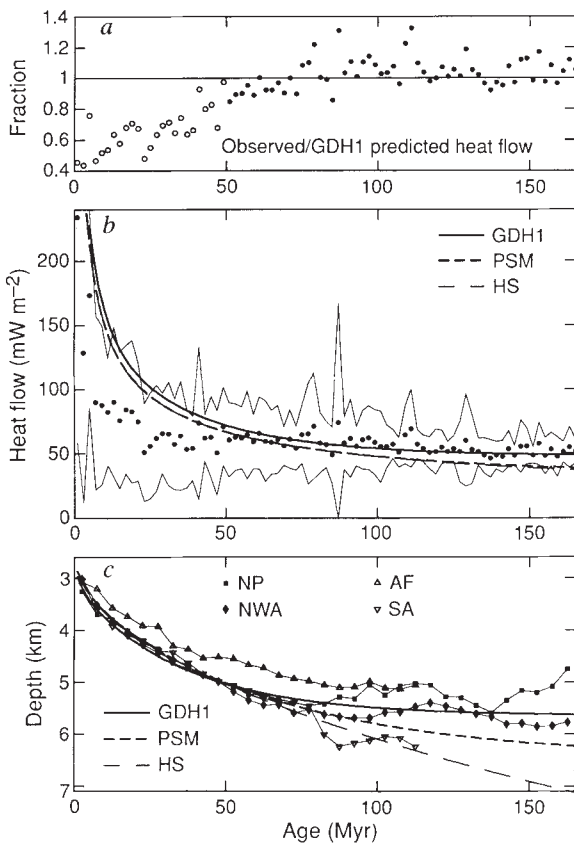 1.4
a
1.2
1
0.8
0.6
0.4
Fraction
Observed/GDH1 predicted heat flow
0
50
100
150
b
GDH1
PSM
HS
200
150
100
50
0
Heat flow (mW m−2)
0
50
100
150
c
NP
AF
NWA
SA
3
4
5
6
7
Depth (km)
GDH1
PSM
HS
0
50
100
150
Age (Myr)